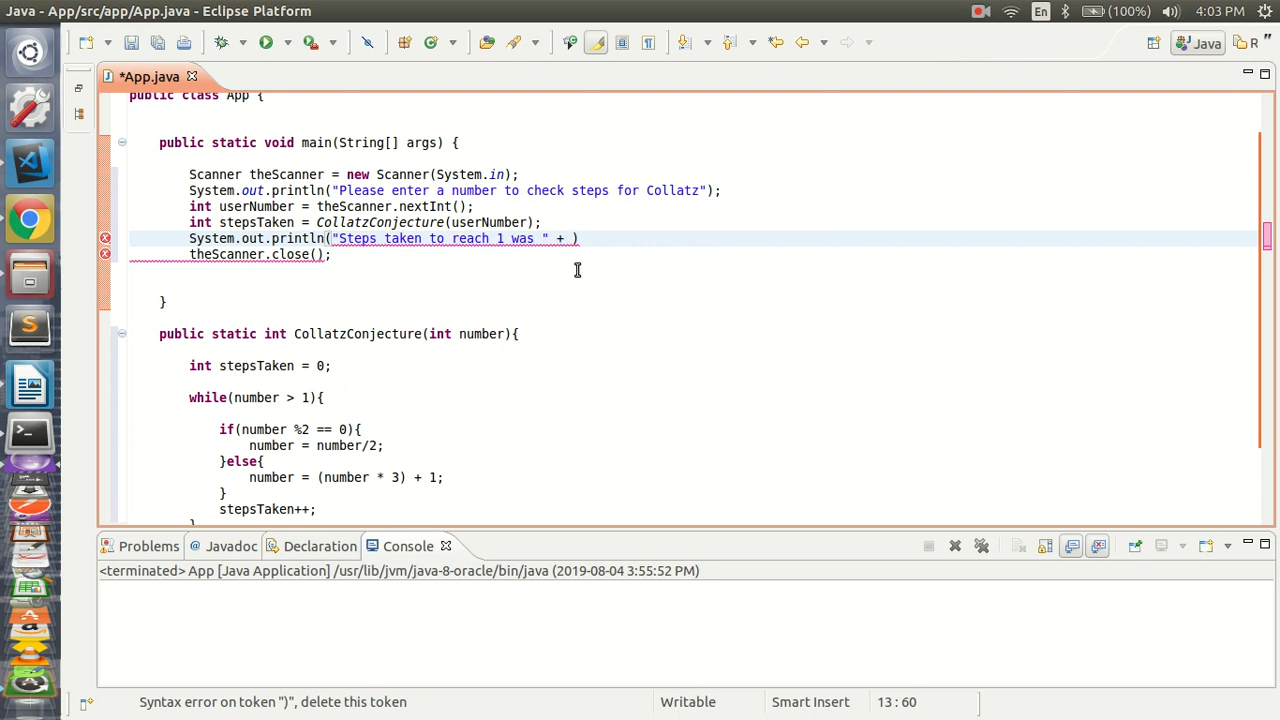 Java - App/src/app/App.java - Eclipse Platform
En (100%) 4:03 PM
Java R "
*App.java
public class App {
public static void main(String[] args) {
Scanner theScanner = new Scanner(System.in);
System.out.println("Please enter a number to check steps for Collatz");
int userNumber = theScanner.nextInt();
int stepsTaken = CollatzConjecture(userNumber);
System.out.println("Steps taken to reach 1 was " + )
theScanner.close();
}
public static int CollatzConjecture(int number){
int stepsTaken = 0;
while(number > 1){
if(number %2 == 0){
number = number/2;
}else{
number = (number * 3) + 1;
}
stepsTaken++;
}
Problems @ Javadoc Declaration Console
<terminated> App [Java Application] /usr/lib/jvm/java-8-oracle/bin/java (2019-08-04 3:55:52 PM)
Syntax error on token ")", delete this token Writable Smart Insert 13:60